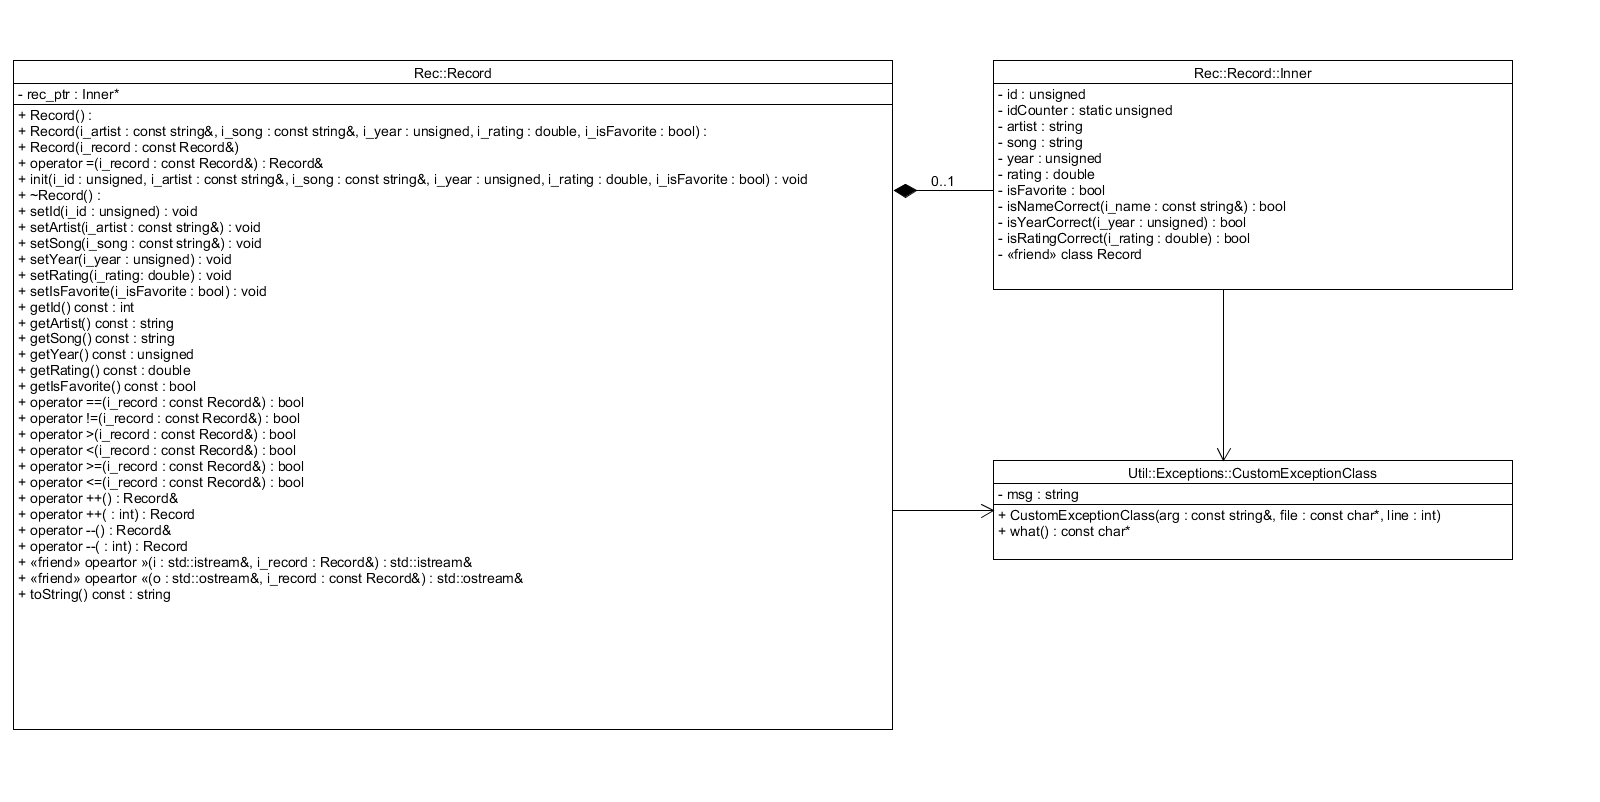 Rec::Record
- rec_ptr : Inner*
+ Record() :
+ Record(i_artist : const string&, i_song : const string&, i_year : unsigned, i_rating : double, i_isFavorite : bool) :
+ Record(i_record : const Record&)
+ operator =(i_record : const Record&) : Record&
+ init(i_id : unsigned, i_artist : const string&, i_song : const string&, i_year : unsigned, i_rating : double, i_isFavorite : bool) : void
+ ~Record() :
+ setId(i_id : unsigned) : void
+ setArtist(i_artist : const string&) : void
+ setSong(i_song : const string&) : void
+ setYear(i_year : unsigned) : void
+ setRating(i_rating: double) : void
+ setIsFavorite(i_isFavorite : bool) : void
+ getId() const : int
+ getArtist() const : string
+ getSong() const : string
+ getYear() const : unsigned
+ getRating() const : double
+ getIsFavorite() const : bool
+ operator ==(i_record : const Record&) : bool
+ operator !=(i_record : const Record&) : bool
+ operator >(i_record : const Record&) : bool
+ operator <(i_record : const Record&) : bool
+ operator >=(i_record : const Record&) : bool
+ operator <=(i_record : const Record&) : bool
+ operator ++() : Record&
+ operator ++( : int) : Record
+ operator --() : Record&
+ operator --( : int) : Record
+ «friend» opeartor »(i : std::istream&, i_record : Record&) : std::istream&
+ «friend» opeartor «(o : std::ostream&, i_record : const Record&) : std::ostream&
+ toString() const : string
0..1
Rec::Record::Inner
- id : unsigned
- idCounter : static unsigned
- artist : string
- song : string
- year : unsigned
- rating : double
- isFavorite : bool
- isNameCorrect(i_name : const string&) : bool
- isYearCorrect(i_year : unsigned) : bool
- isRatingCorrect(i_rating : double) : bool
- «friend» class Record
Util::Exceptions::CustomExceptionClass
- msg : string
+ CustomExceptionClass(arg : const string&, file : const char*, line : int)
+ what() : const char*